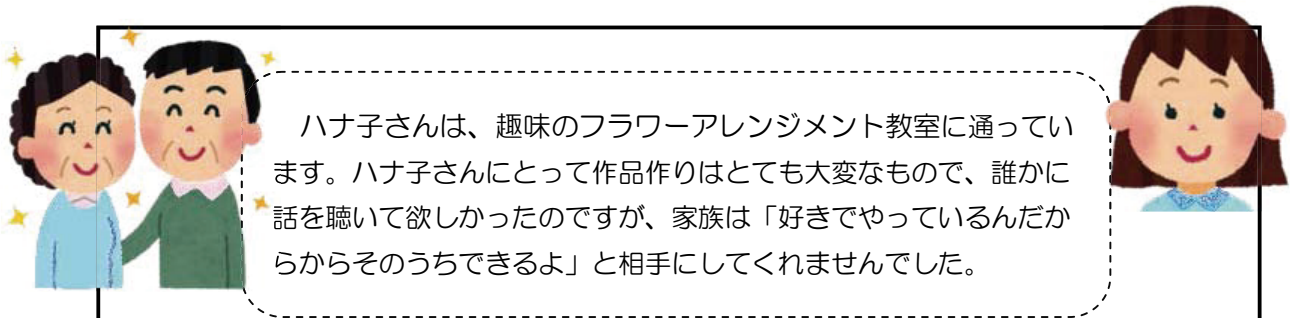 ハナ子さんは、趣味のフラワーアレンジメント教室に通ってい
ます。ハナ子さんにとって作品作りはとても大変なもので、誰かに
話を聴いて欲しかったのですが、家族は「好きでやっているんだか
らからそのうちできるよ」と相手にしてくれませんでした。